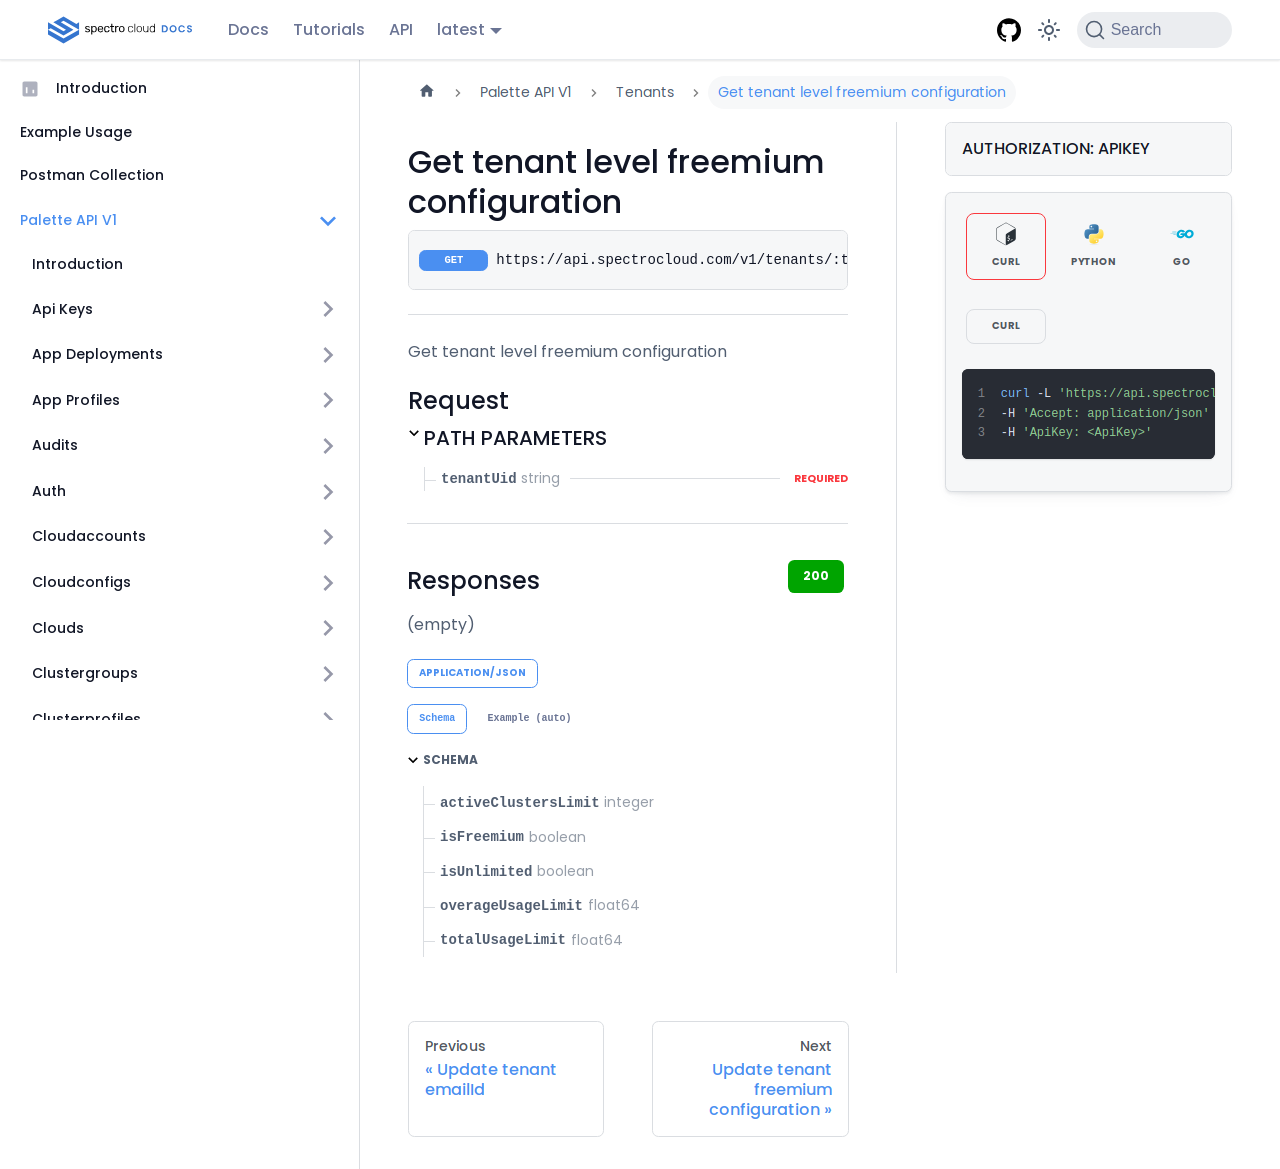 spectro cloud DOCS
Docs
Tutorials
API
latest
Search
Introduction
Example Usage
Postman Collection
Palette API V1
Introduction
Api Keys
App Deployments
App Profiles
Audits
Auth
Cloudaccounts
Cloudconfigs
Clouds
Clustergroups
Clusterprofiles
Palette API V1
Tenants
Get tenant level freemium configuration
Get tenant level freemium
configuration
GET https://api.spectrocloud.com/v1/tenants/:t
Get tenant level freemium configuration
Request
PATH PARAMETERS
tenantUid string REQUIRED
Responses
200
(empty)
APPLICATION/JSON
Schema Example (auto)
SCHEMA
activeClustersLimit integer
isFreemium boolean
isUnlimited boolean
overageUsageLimit float64
totalUsageLimit float64
Previous
« Update tenant
emailId
Next
Update tenant
freemium
configuration »
AUTHORIZATION: APIKEY
CURL
PYTHON
GO
CURL
1 curl -L 'https://api.spectrocl
2 -H 'Accept: application/json'
3 -H 'ApiKey: <ApiKey>'